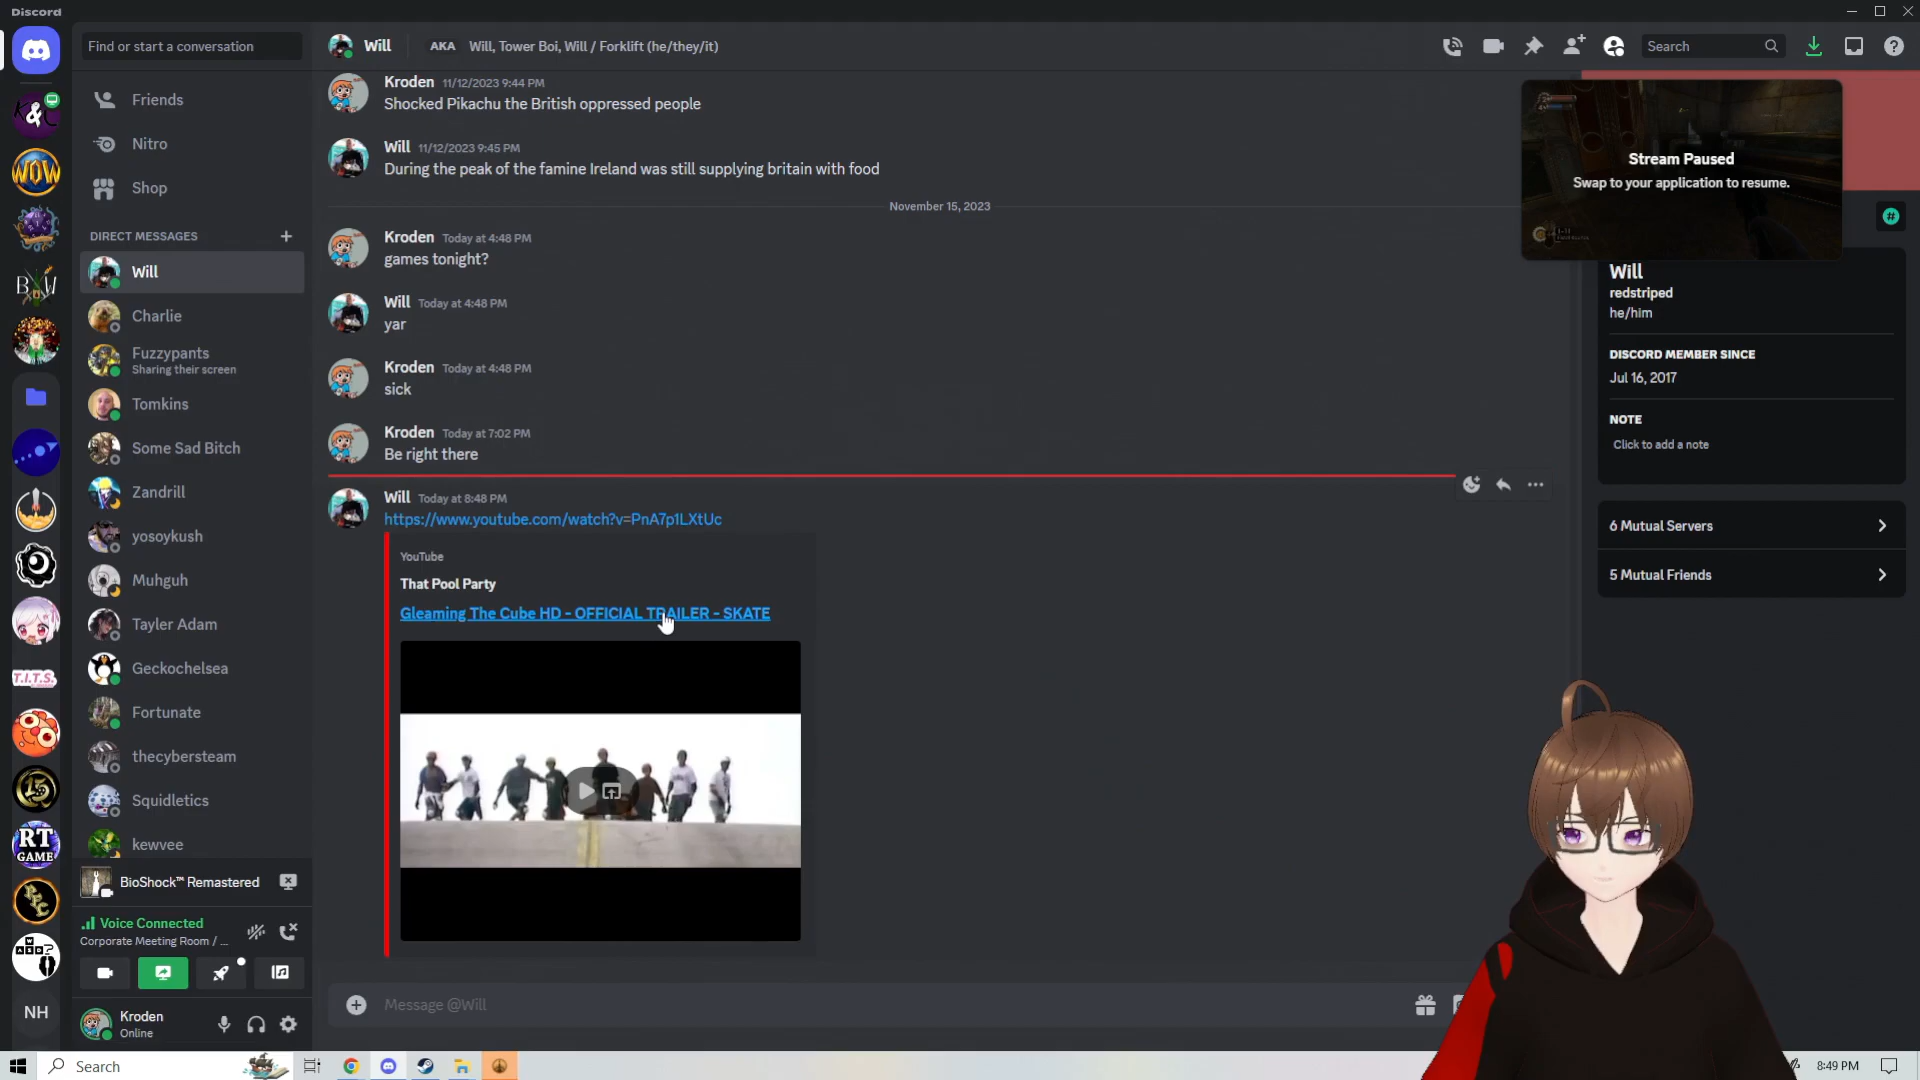 Discord
Find or start a conversation
Friends
Nitro
Shop
DIRECT MESSAGES
Will
Charlie
Fuzzypants
Sharing their screen
Tomkins
Some Sad Bitch
Zandrill
yosoykush
Muhguh
Tayler Adam
Geckochelsea
Fortunate
thecybersteam
Squidletics
kewvee
BioShock™ Remastered
Voice Connected
Corporate Meeting Room / ...
Kroden
Online
K&
WOW
B W
T.I.T.S.
15
RT
GAME
PPC
WASD?
NH
Will AKA Will, Tower Boi, Will / Forklift (he/they/it)
Search
Kroden 11/12/2023 9:44 PM
Shocked Pikachu the British oppressed people
Will 11/12/2023 9:45 PM
During the peak of the famine Ireland was still supplying britain with food
November 15, 2023
Kroden Today at 4:48 PM
games tonight?
Will Today at 4:48 PM
yar
Kroden Today at 4:48 PM
sick
Kroden Today at 7:02 PM
Be right there
Will Today at 8:48 PM
https://www.youtube.com/watch?v=PnA7p1LXtUc
YouTube
That Pool Party
Gleaming The Cube HD - OFFICIAL TRAILER - SKATE
Message @Will
Stream Paused
Swap to your application to resume.
Will
redstriped
he/him
DISCORD MEMBER SINCE
Jul 16, 2017
NOTE
Click to add a note
6 Mutual Servers
5 Mutual Friends
Search
8:49 PM